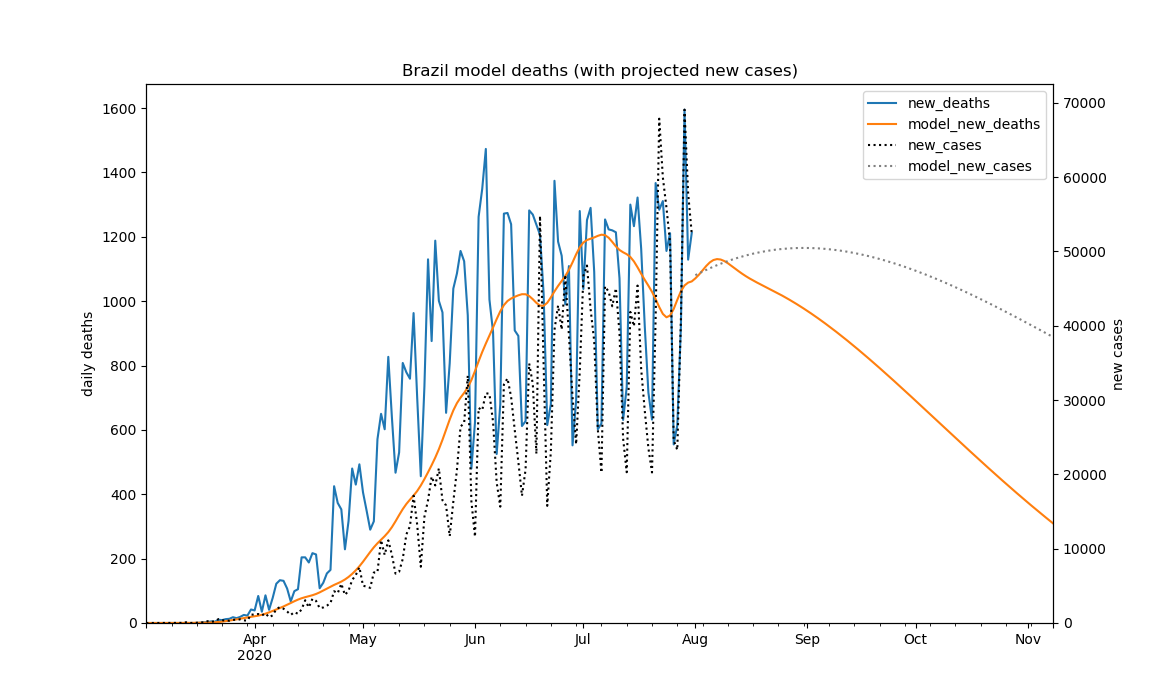 Brazil model deaths (with projected new cases)
new_deaths
model_new_deaths
new_cases
model_new_cases
daily deaths
1600
1400
1200
1000
800
600
400
200
0
70000
60000
50000
40000
30000
20000
10000
0
new cases
Apr May Jun Jul Aug Sep Oct Nov
2020